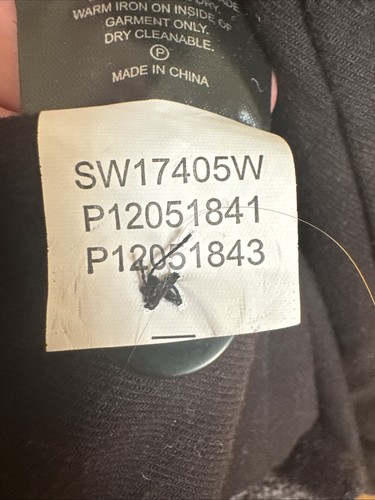 WARM IRON ON INSIDE OF
GARMENT ONLY.
DRY CLEANABLE.
P
MADE IN CHINA
SW17405W
P12051841
P12051843